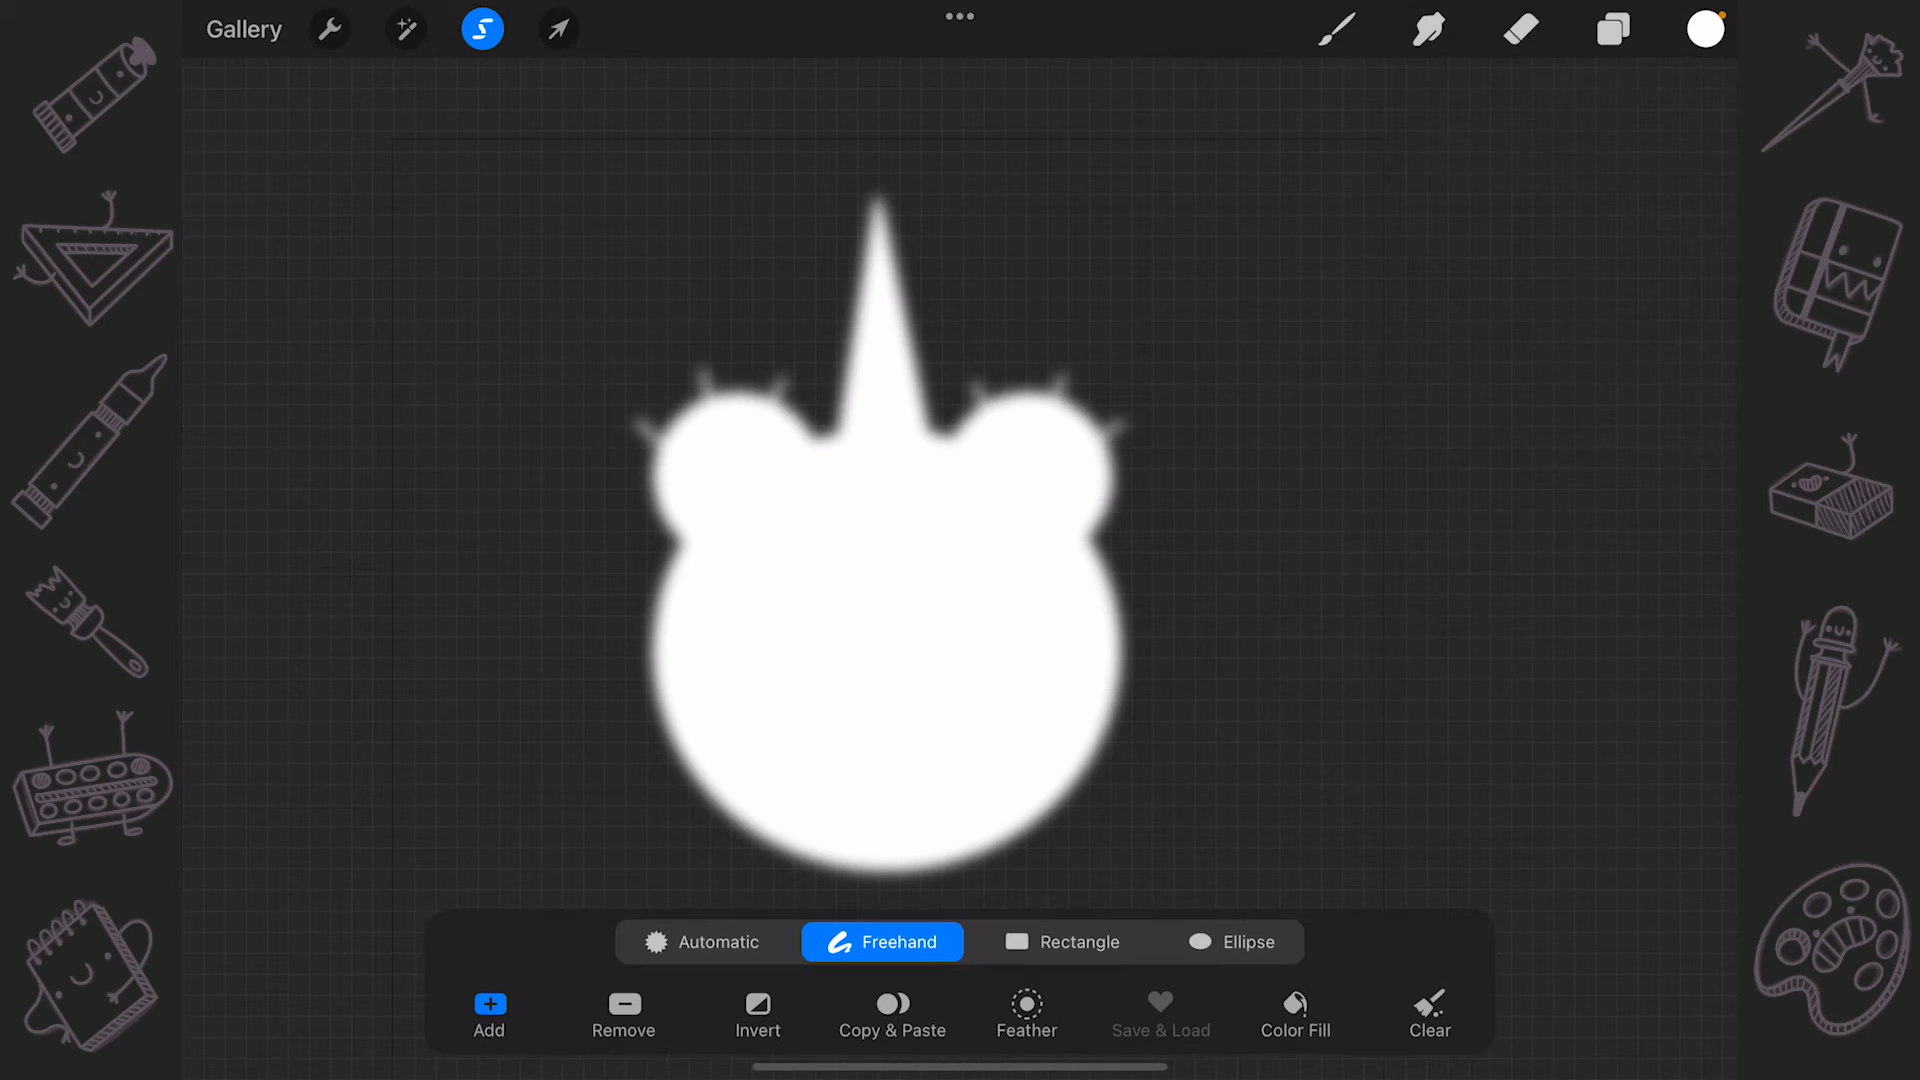 Gallery
Automatic Freehand Rectangle Ellipse
Add Remove Invert Copy & Paste Feather Save & Load Color Fill Clear